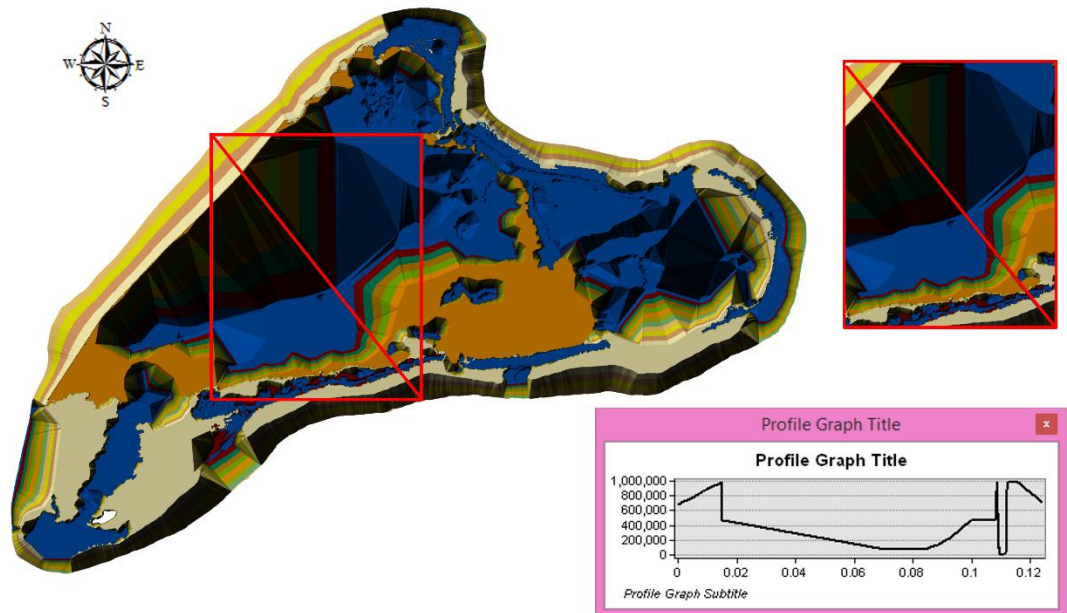 N
W E
S
Profile Graph Title
x
Profile Graph Title
1,000,000
800,000
600,000
400,000
200,000
0
0 0.02 0.04 0.06 0.08 0.1 0.12
Profile Graph Subtitle